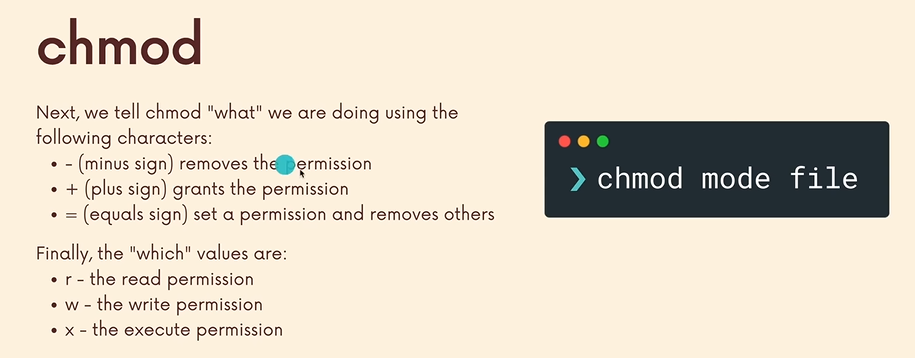 chmod
Next, we tell chmod "what" we are doing using the
following characters:
• - (minus sign) removes the permission
• + (plus sign) grants the permission
• = (equals sign) set a permission and removes others
Finally, the "which" values are:
• r - the read permission
• w - the write permission
• x - the execute permission
❯ chmod mode file